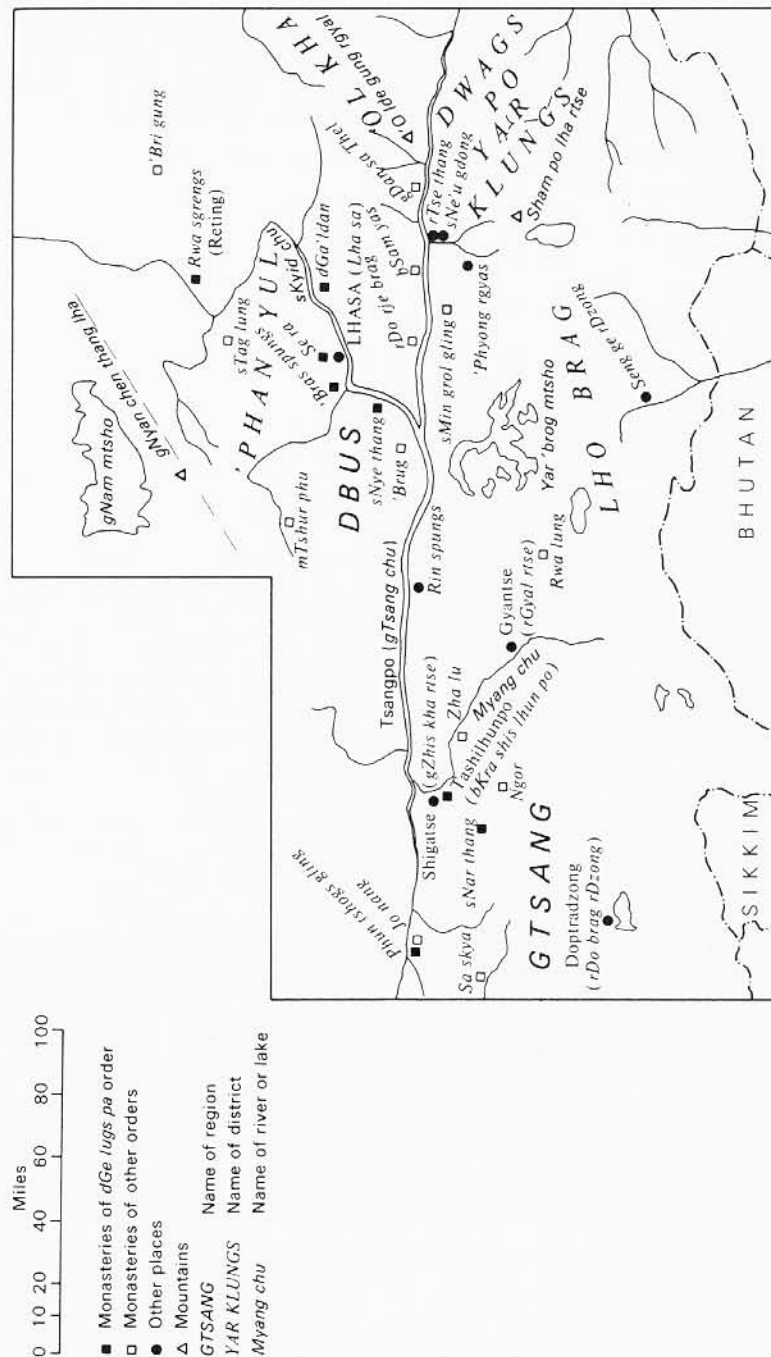 Miles
0 10 20 40 60 80 100
Monasteries of dGe lugs pa order
Monasteries of other orders
Other places
Mountains
GTSANG Name of region
YAR KLUNGS Name of district
Myang chu Name of river or lake
gNam mtsho
gNyan chen thang lha
'Bri gung
Rwa sgrengs
(Reting)
sTag lung
'PHAN YUL
mTshur phu
'Bras spungs
Se ra
sKyid chu
dGa'ldan
LHASA (Lha sa)
DBUS
sNye thang
'Brug
rDo rje brag
bSam yas
gDan sa Thel
'OL KHA
'O lde gung rgyal
DWAGS PO
YAR KLUNGS
rTse thang
sNe'u gdong
Sham po lha rtse
'Phyong rgyas
sMin grol gling
Yar 'brog mtsho
LHO BRAG
Seng ge rDzong
Tsangpo (gTsang chu)
Rin spungs
Rwa lung
Gyantse
(rGyal rtse)
Myang chu
Zha lu
Shigatse (gZhis kha rtse)
Tashilhunpo
(bKra shis lhun po)
Ngor
sNar thang
Phun tshogs gling
Jo nang
Sa skya
GTSANG
Doptradzong
(rDo brag rDzong)
SIKKIM
BHUTAN